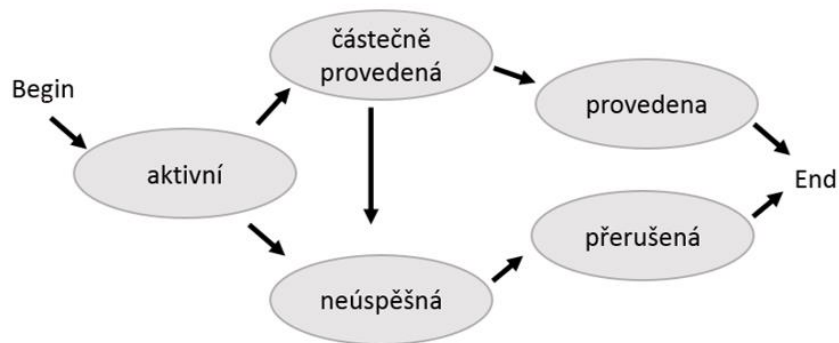 částečně
provedená
Begin
provedena
aktivní
End
přerušená
neúspěšná